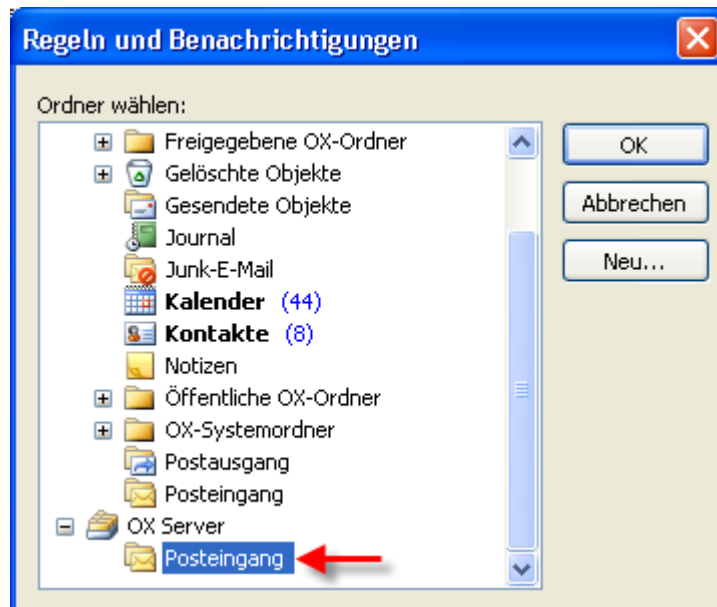 Regeln und Benachrichtigungen
Ordner wählen:
Freigegebene OX-Ordner
OK
Gelöschte Objekte
Gesendete Objekte
Abbrechen
Journal
Junk-E-Mail
Neu...
Kalender (44)
Kontakte (8)
Notizen
Öffentliche OX-Ordner
OX-Systemordner
Postausgang
Posteingang
OX Server
Posteingang